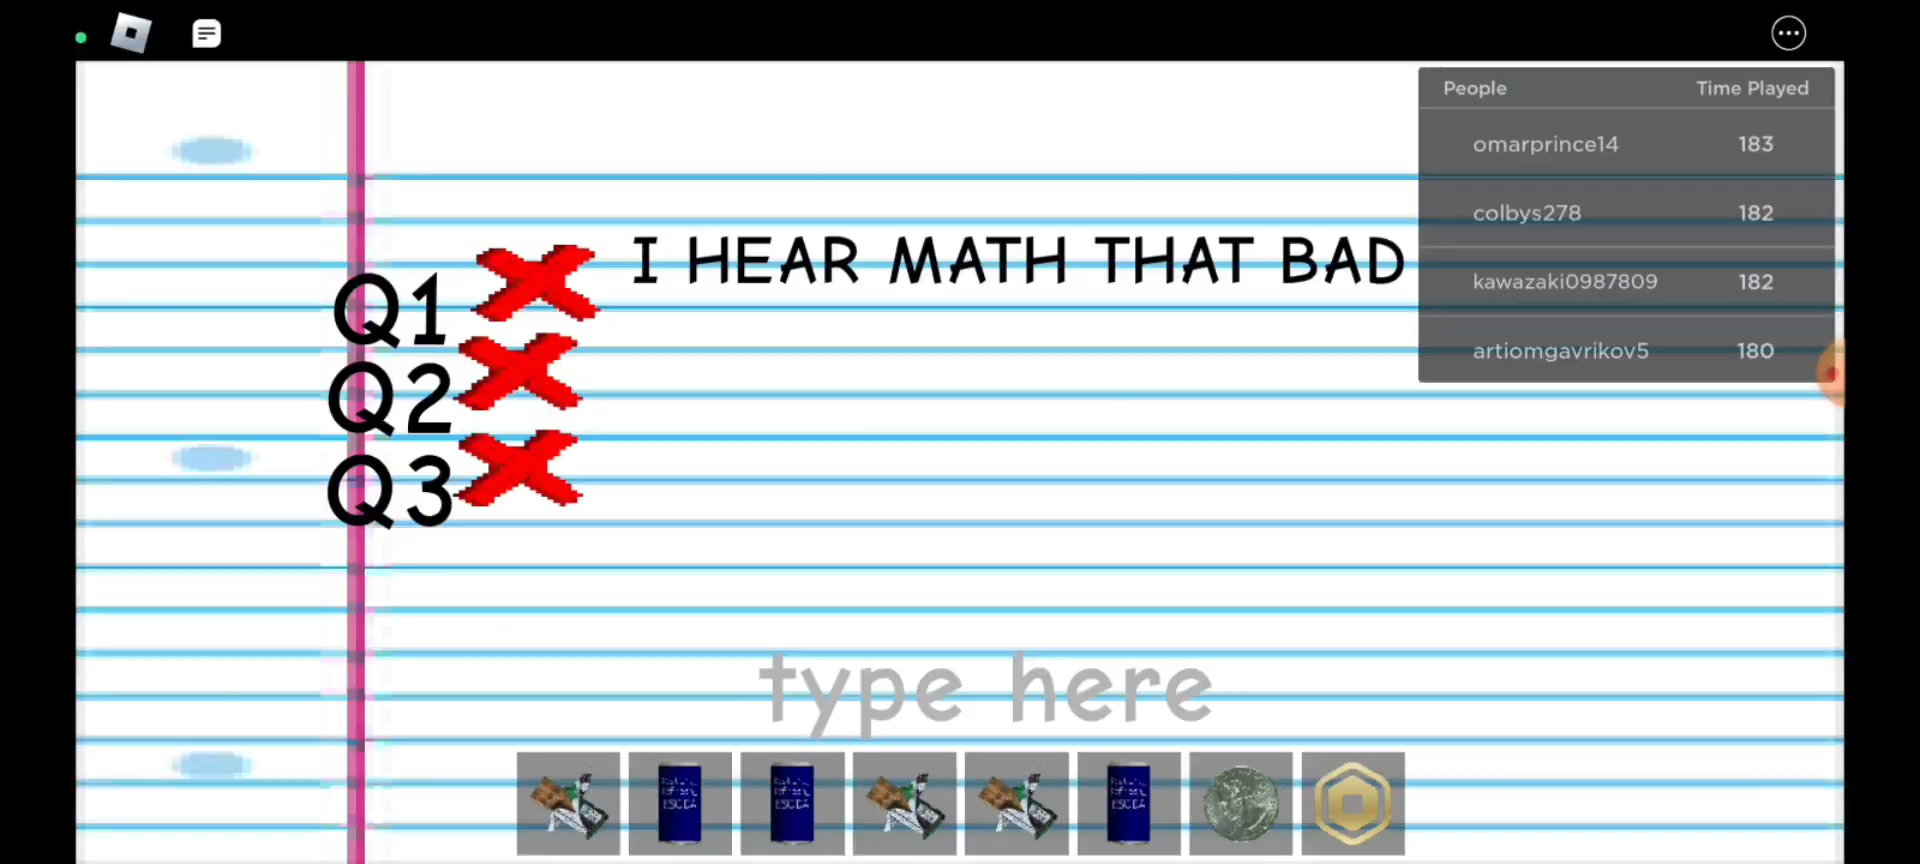 People Time Played
omarprince14 183
colbys278 182
kawazaki0987809 182
artiomgavrikov5 180
I HEAR MATH THAT BAD
Q1
Q2
Q3
type here